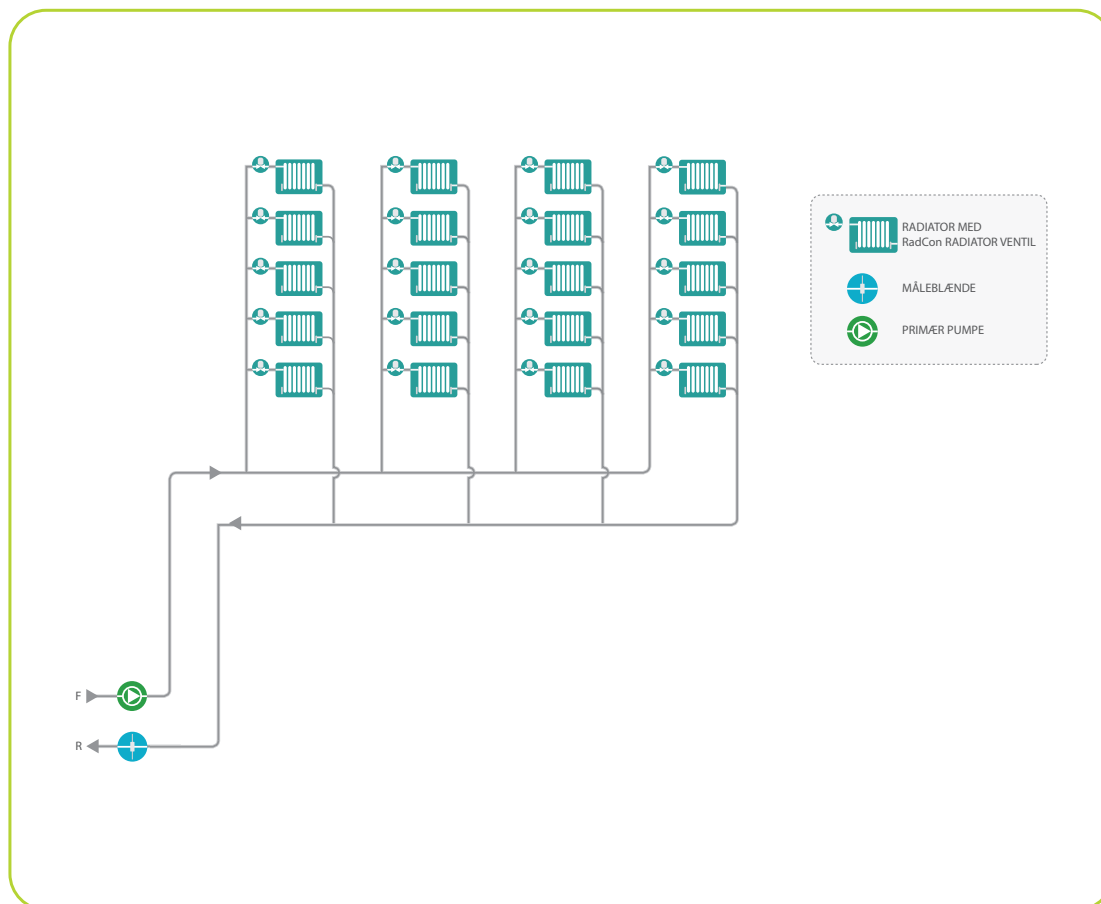 RADIATOR MED
RadCon RADIATOR VENTIL
MÅLEBLÆNDE
PRIMÆR PUMPE
F
R